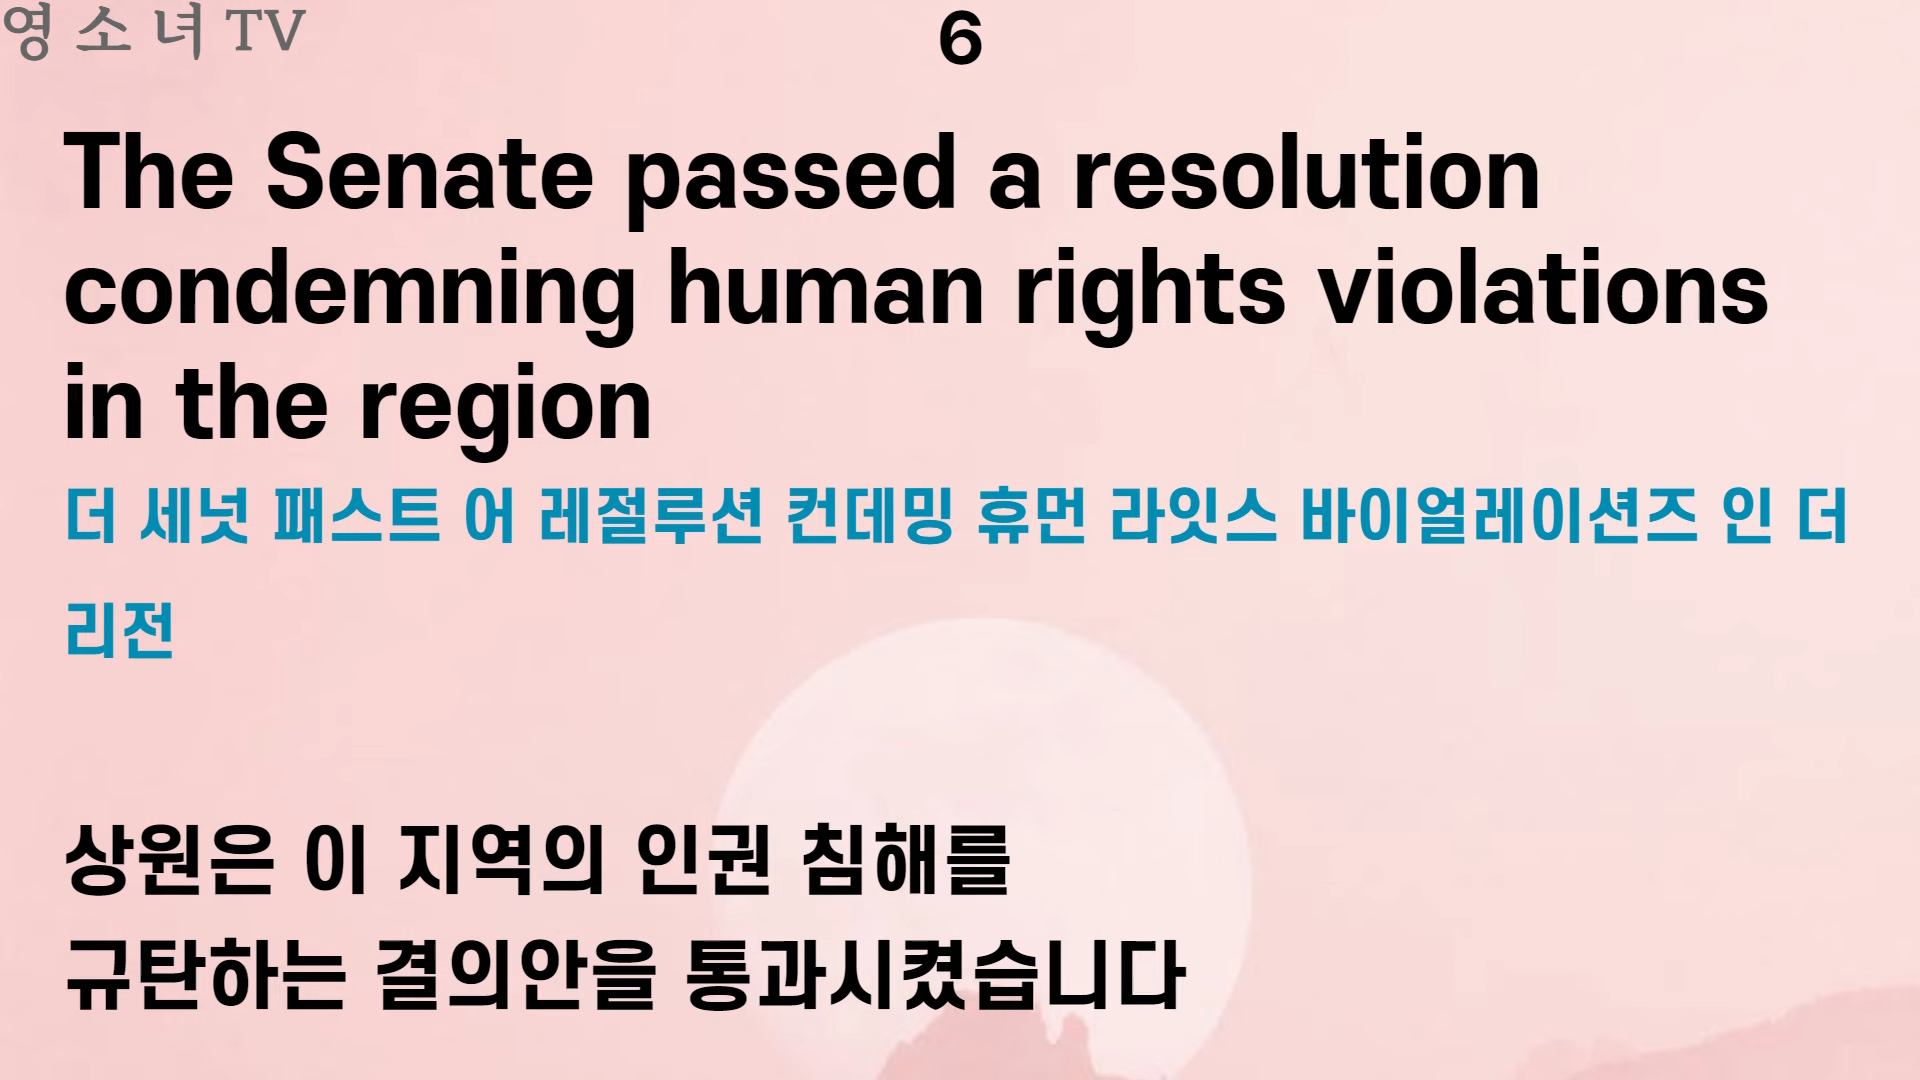 영소녀TV
6
The Senate passed a resolution
condemning human rights violations
in the region
더 세넛 패스트 어 레절루션 컨데밍 휴먼 라잇스 바이얼레이션즈 인 더
리전
상원은 이 지역의 인권 침해를
규탄하는 결의안을 통과시켰습니다